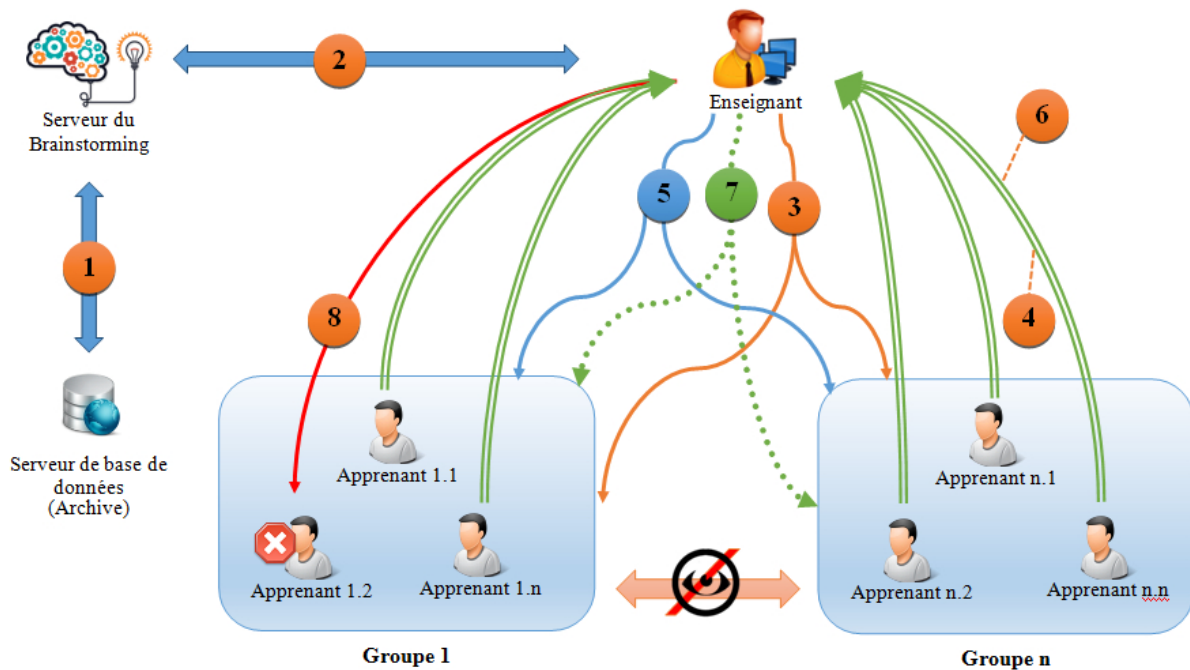 2
Serveur du
Brainstorming
Enseignant
6
5
7
3
1
8
4
Serveur de base de
données
(Archive)
Apprenant 1.1
Apprenant 1.2
Apprenant 1.n
Apprenant n.1
Apprenant n.2
Apprenant n.n
Groupe 1
Groupe n